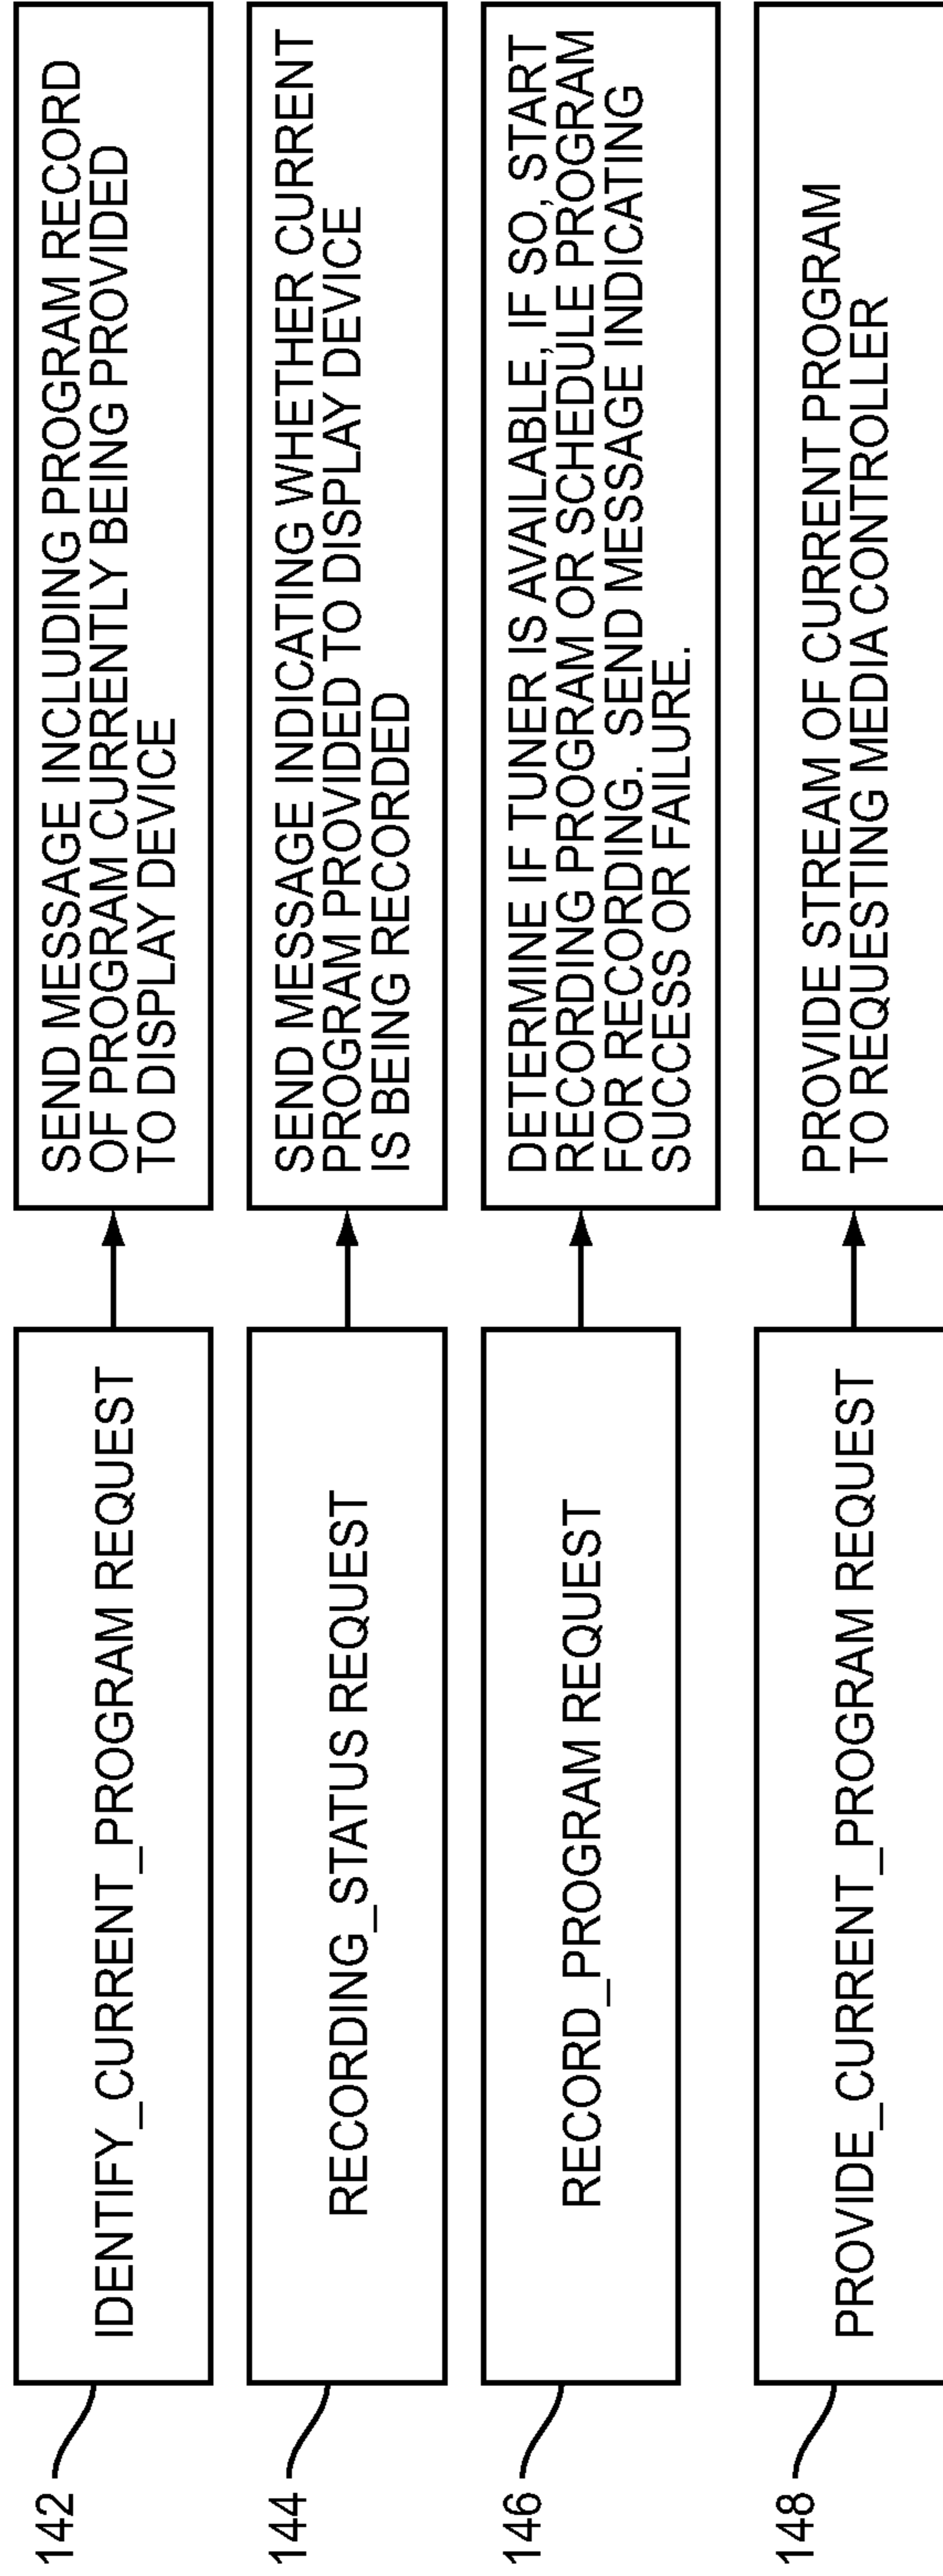 142
IDENTIFY_CURRENT_PROGRAM REQUEST
SEND MESSAGE INCLUDING PROGRAM RECORD
OF PROGRAM CURRENTLY BEING PROVIDED
TO DISPLAY DEVICE
144
RECORDING_STATUS REQUEST
SEND MESSAGE INDICATING WHETHER CURRENT
PROGRAM PROVIDED TO DISPLAY DEVICE
IS BEING RECORDED
146
RECORD_PROGRAM REQUEST
DETERMINE IF TUNER IS AVAILABLE, IF SO, START
RECORDING PROGRAM OR SCHEDULE PROGRAM
FOR RECORDING. SEND MESSAGE INDICATING
SUCCESS OR FAILURE.
148
PROVIDE_CURRENT_PROGRAM REQUEST
PROVIDE STREAM OF CURRENT PROGRAM
TO REQUESTING MEDIA CONTROLLER